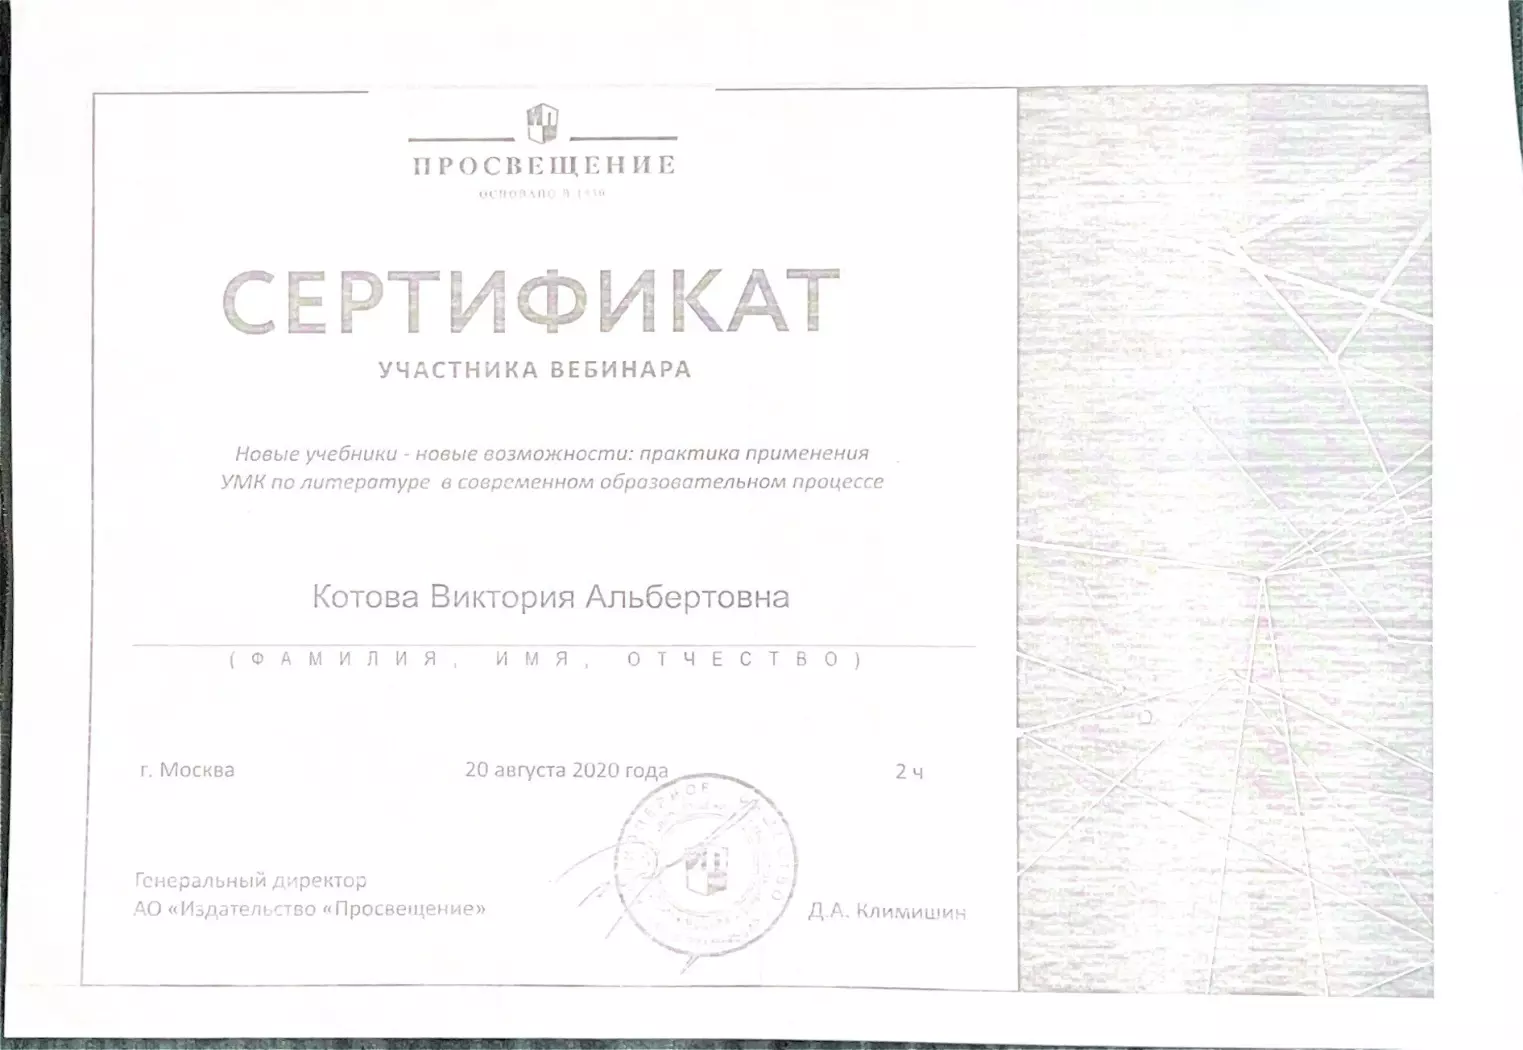 ПРОСВЕЩЕНИЕ
ОСНОВАНО В 1930
СЕРТИФИКАТ
УЧАСТНИКА ВЕБИНАРА
Новые учебники - новые возможности: практика применения
УМК по литературе в современном образовательном процессе
Котова Виктория Альбертовна
(ФАМИЛИЯ, ИМЯ, ОТЧЕСТВО)
г. Москва
20 августа 2020 года
2 ч
Генеральный директор
АО «Издательство «Просвещение»
Д.А. Климишин